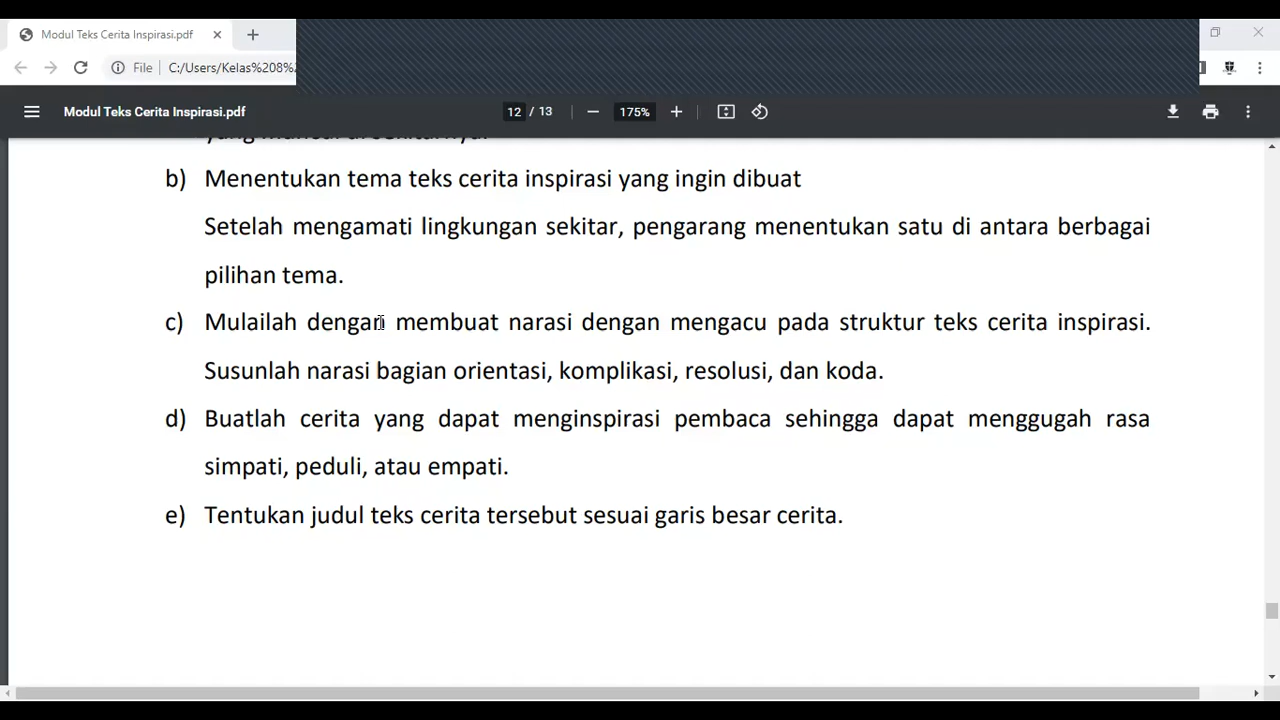 Modul Teks Cerita Inspirasi.pdf
File C:/Users/Kelas%208%
Modul Teks Cerita Inspirasi.pdf 12 / 13 175%
b) Menentukan tema teks cerita inspirasi yang ingin dibuat
Setelah mengamati lingkungan sekitar, pengarang menentukan satu di antara berbagai
pilihan tema.
c) Mulailah dengan membuat narasi dengan mengacu pada struktur teks cerita inspirasi.
Susunlah narasi bagian orientasi, komplikasi, resolusi, dan koda.
d) Buatlah cerita yang dapat menginspirasi pembaca sehingga dapat menggugah rasa
simpati, peduli, atau empati.
e) Tentukan judul teks cerita tersebut sesuai garis besar cerita.